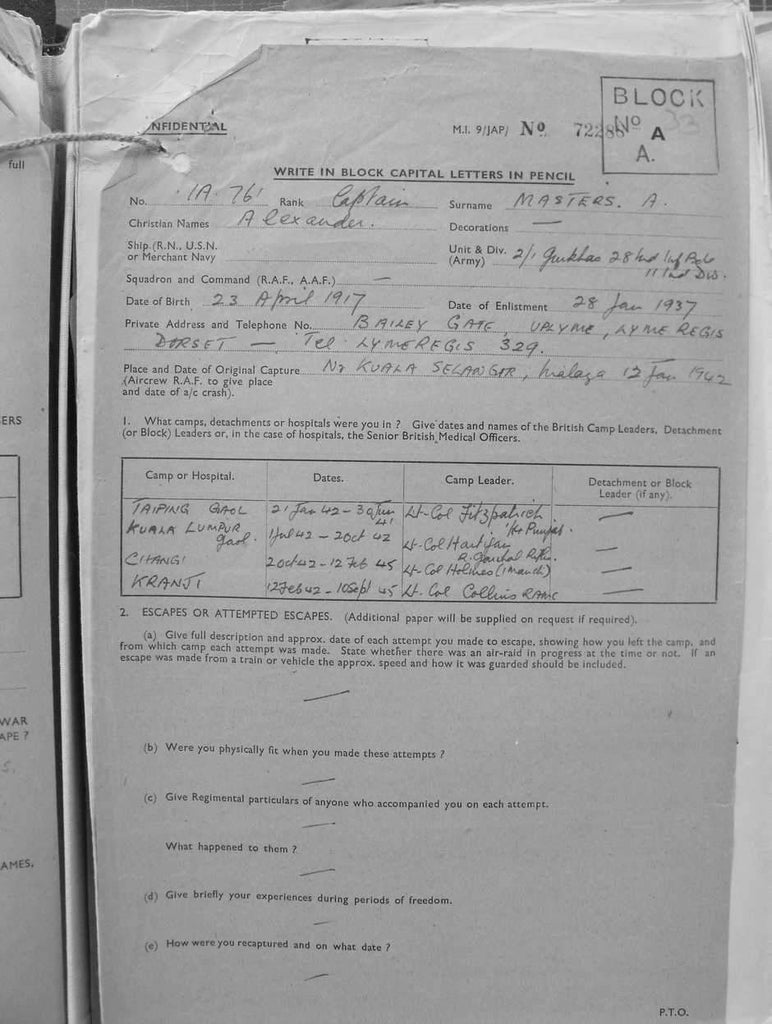 full
NFIDENTIAL
M.I. 9/JAP/ No 72288
BLOCK
No A 33
A.
WRITE IN BLOCK CAPITAL LETTERS IN PENCIL
No. IA. 76 Rank Captain Surname MASTERS. A.
Christian Names Alexander. Decorations —
Ship (R.N., U.S.N. or Merchant Navy
Unit & Div. (Army) 2/1 Gurkhas 28 Ind Inf Bde
11 Ind Div.
Squadron and Command (R.A.F., A.A.F.) —
Date of Birth 23 April 1917 Date of Enlistment 28 Jan 1937
Private Address and Telephone No. BAILEY GATE, UPLYME, LYME REGIS
DORSET — Tel. LYME REGIS 329.
Place and Date of Original Capture Nr KUALA SELANGOR, Malaya 12 Jan 1942
(Aircrew R.A.F. to give place
and date of a/c crash).
1. What camps, detachments or hospitals were you in ? Give dates and names of the British Camp Leaders, Detachment
(or Block) Leaders or, in the case of hospitals, the Senior British Medical Officers.
ERS
Camp or Hospital. Dates. Camp Leader. Detachment or Block
Leader (if any).
TAIPING GAOL 21 Jan 42 - 30 Jun Lt-Col Fitzpatrick —
KUALA LUMPUR
Gaol. 1 Jul 42 - 2 Oct 42 Lt-Col —
CHANGI 2 Oct 42 - 12 Feb 45 Lt-Col Holmes (1 Manch) —
KRANJI 12 Feb 42 - 10 Sept 45 Lt. Col Collins RAMC —
2. ESCAPES OR ATTEMPTED ESCAPES. (Additional paper will be supplied on request if required).
(a) Give full description and approx. date of each attempt you made to escape, showing how you left the camp, and
from which camp each attempt was made. State whether there was an air-raid in progress at the time or not. If an
escape was made from a train or vehicle the approx. speed and how it was guarded should be included.
—
WAR
APE ?
(b) Were you physically fit when you made these attempts ?
—
S.
(c) Give Regimental particulars of anyone who accompanied you on each attempt.
—
What happened to them ?
—
AMES.
(d) Give briefly your experiences during periods of freedom.
—
(e) How were you recaptured and on what date ?
—
P.T.O.